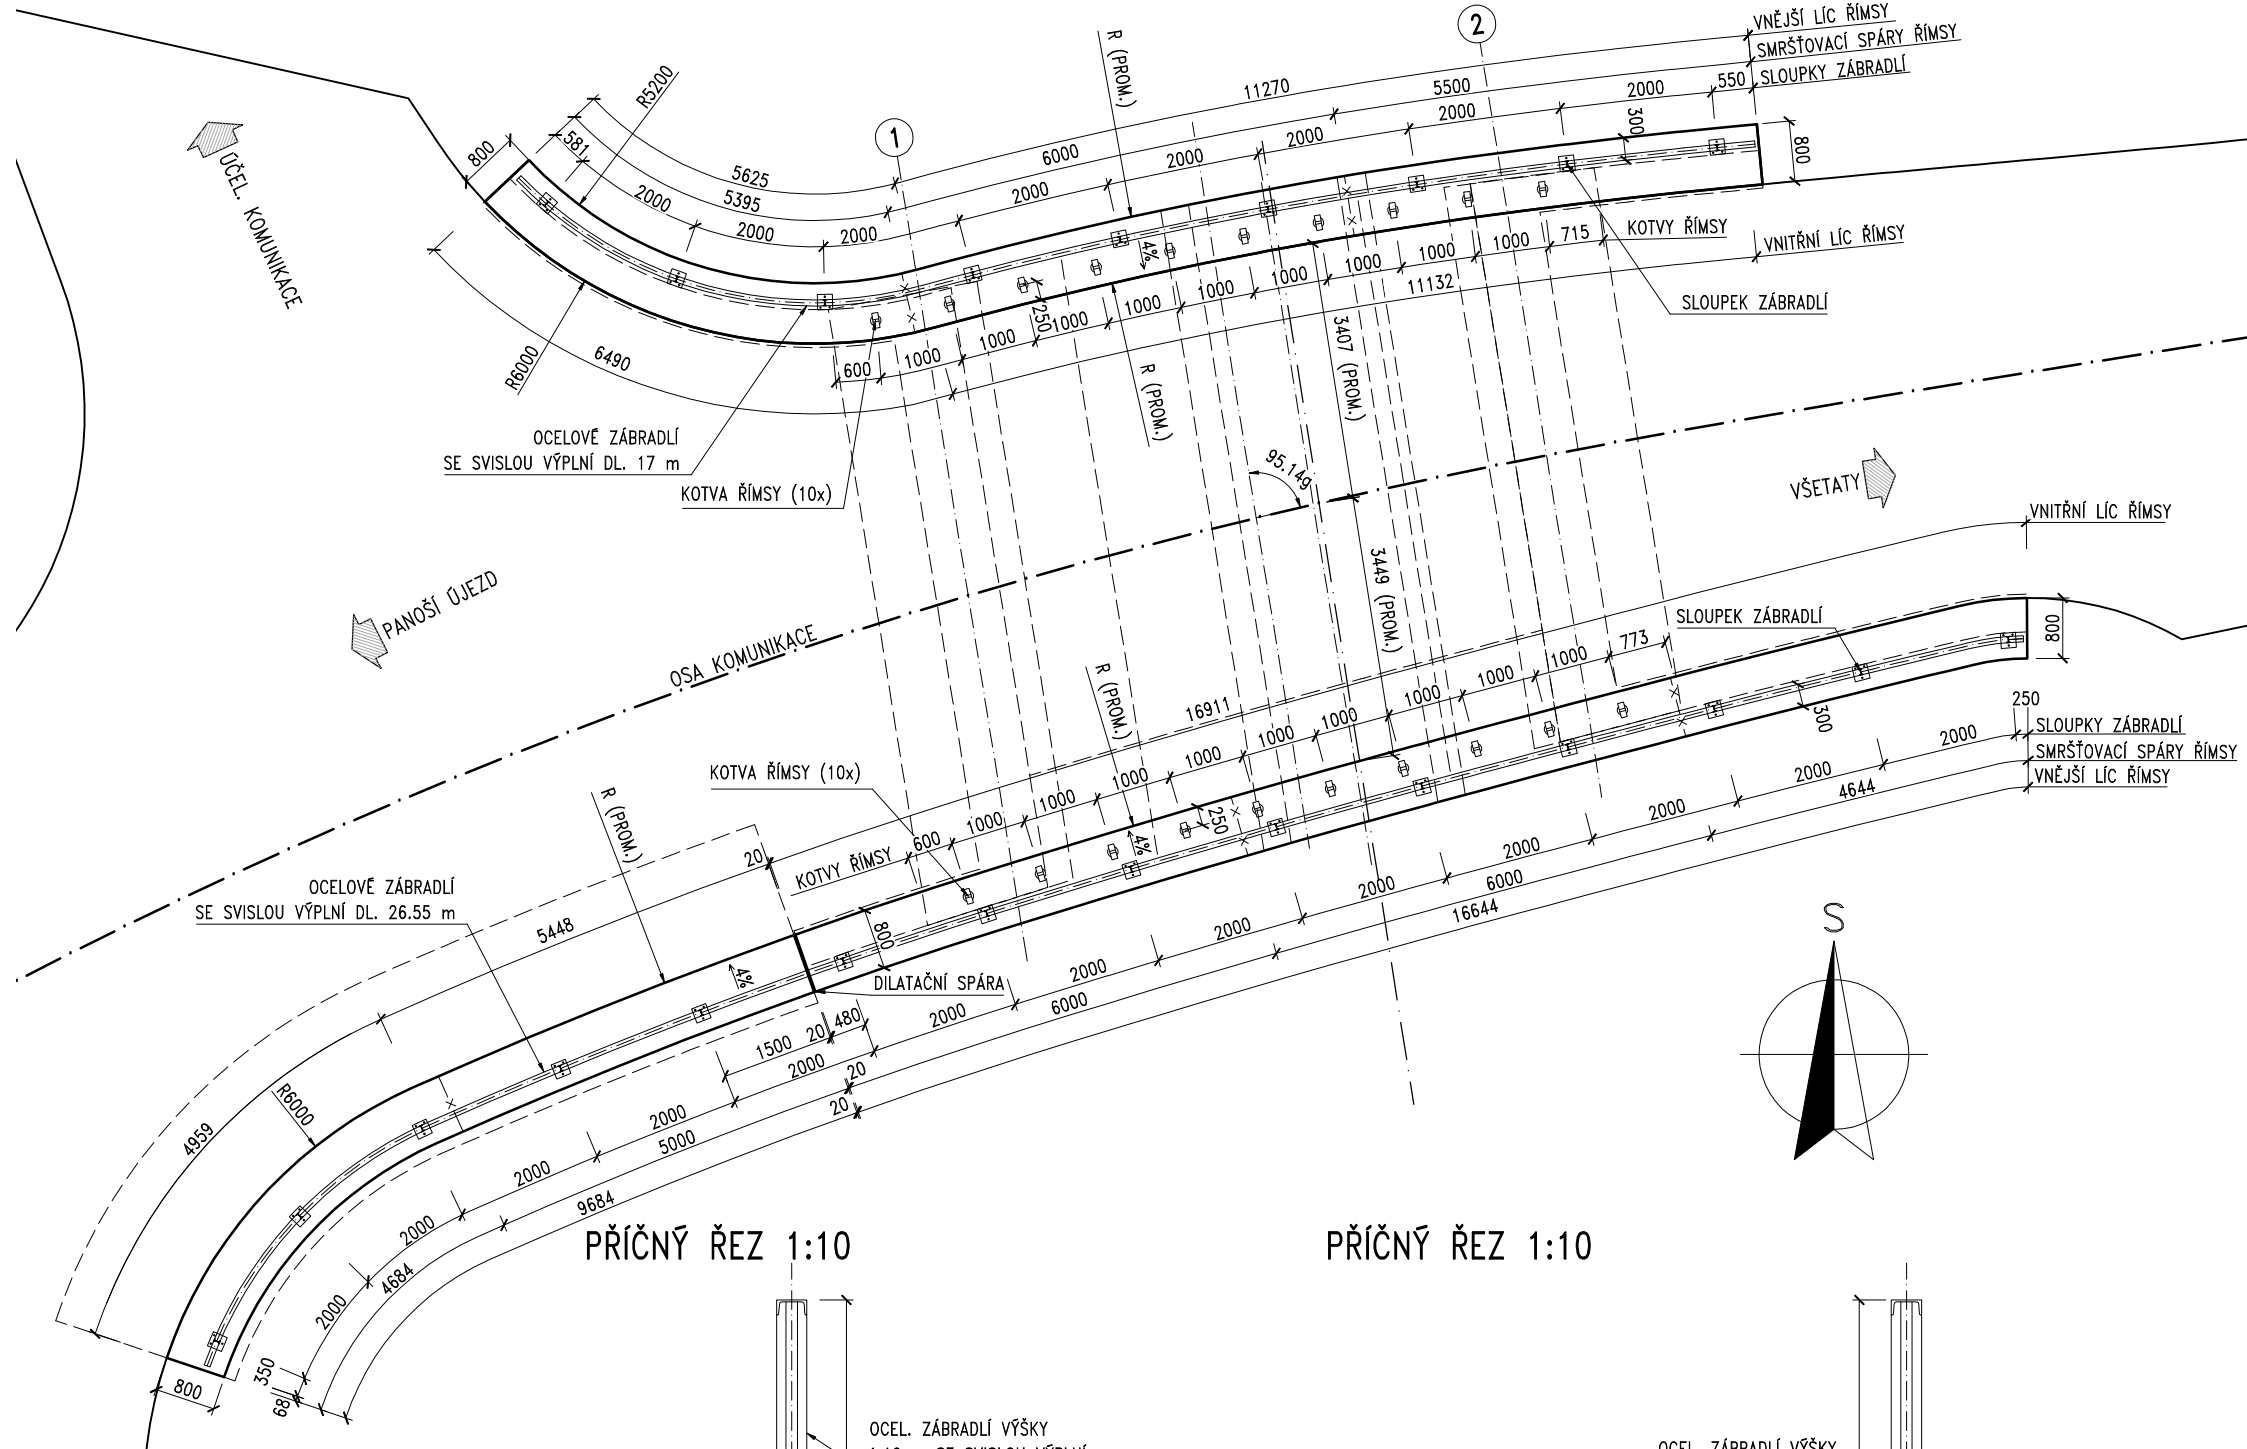 1
2
R (PROM.)
VNĚJŠÍ LÍC ŘÍMSY
SMRŠŤOVACÍ SPÁRY ŘÍMSY
SLOUPKY ZÁBRADLÍ
11270
5500
2000
550
2000
300
800
R5200
800
581
5625
5395
6000
2000
2000
2000
2000
2000
2000
ÚČEL. KOMUNIKACE
4%
KOTVY ŘÍMSY
VNITŘNÍ LÍC ŘÍMSY
715
1000
1000
1000
1000
1000
1000
1000
1000
1000
600
250
11132
SLOUPEK ZÁBRADLÍ
R6000
6490
R (PROM.)
3407 (PROM.)
OCELOVÉ ZÁBRADLÍ
SE SVISLOU VÝPLNÍ DL. 17 m
KOTVA ŘÍMSY (10x)
95.14g
VŠETATY
VNITŘNÍ LÍC ŘÍMSY
3449 (PROM.)
PANOŠÍ ÚJEZD
OSA KOMUNIKACE
SLOUPEK ZÁBRADLÍ
773
1000
1000
1000
1000
1000
1000
1000
1000
1000
600
800
16911
R (PROM.)
300
250
SLOUPKY ZÁBRADLÍ
SMRŠŤOVACÍ SPÁRY ŘÍMSY
VNĚJŠÍ LÍC ŘÍMSY
KOTVA ŘÍMSY (10x)
R (PROM.)
250
4%
KOTVY ŘÍMSY
20
2000
2000
4644
2000
2000
2000
6000
16644
2000
2000
2000
6000
OCELOVÉ ZÁBRADLÍ
SE SVISLOU VÝPLNÍ DL. 26.55 m
5448
800
4%
DILATAČNÍ SPÁRA
S
1500
20
480
2000
20
20
2000
5000
2000
9684
R6000
4959
2000
4684
2000
350
68
800
PŘÍČNÝ ŘEZ 1:10
PŘÍČNÝ ŘEZ 1:10
OCEL. ZÁBRADLÍ VÝŠKY
OCEL. ZÁBRADLÍ VÝŠKY